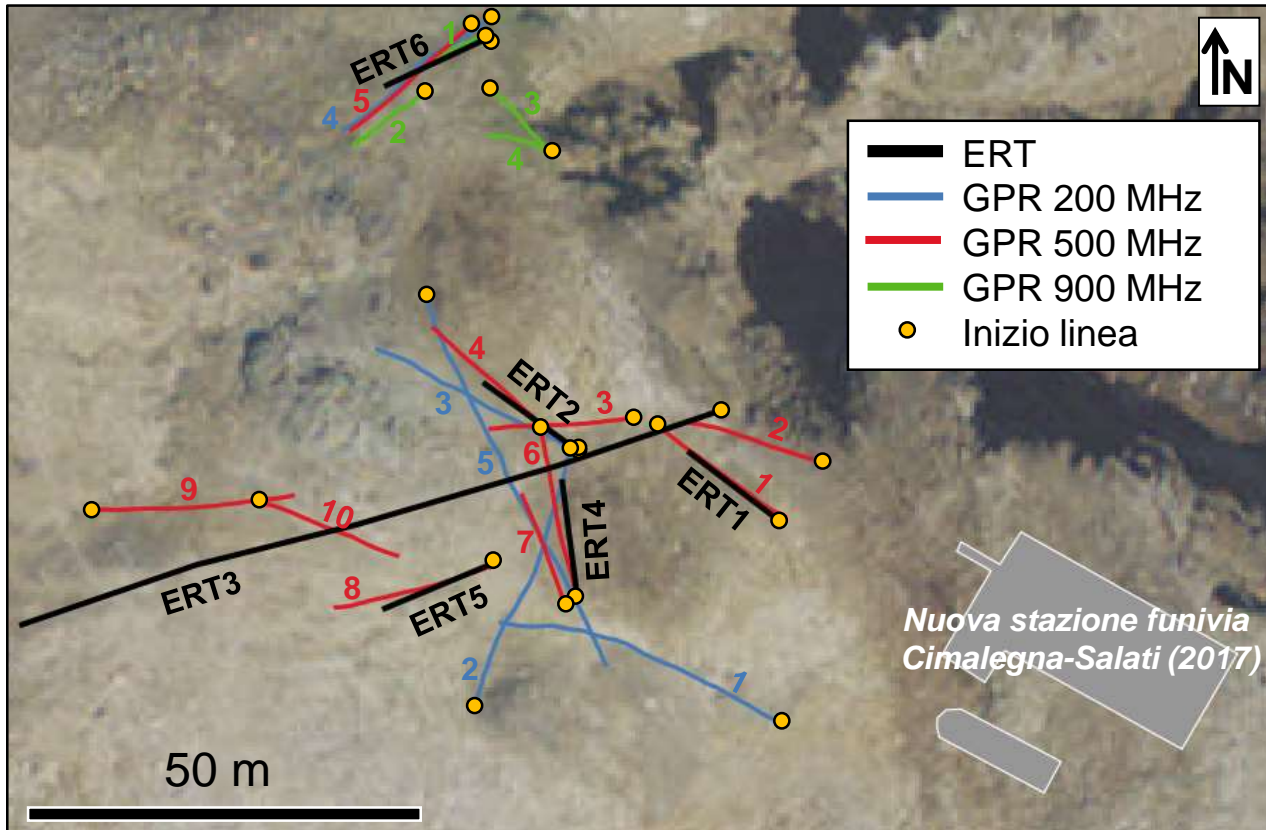 1
ERT6
5
4
2
3
4
N
ERT
GPR 200 MHz
GPR 500 MHz
GPR 900 MHz
Inizio linea
4
ERT2
3
3
2
6
5
1
ERT1
9
10
ERT4
7
ERT3
8
ERT5
Nuova stazione funivia
Cimalegna-Salati (2017)
2
1
50 m